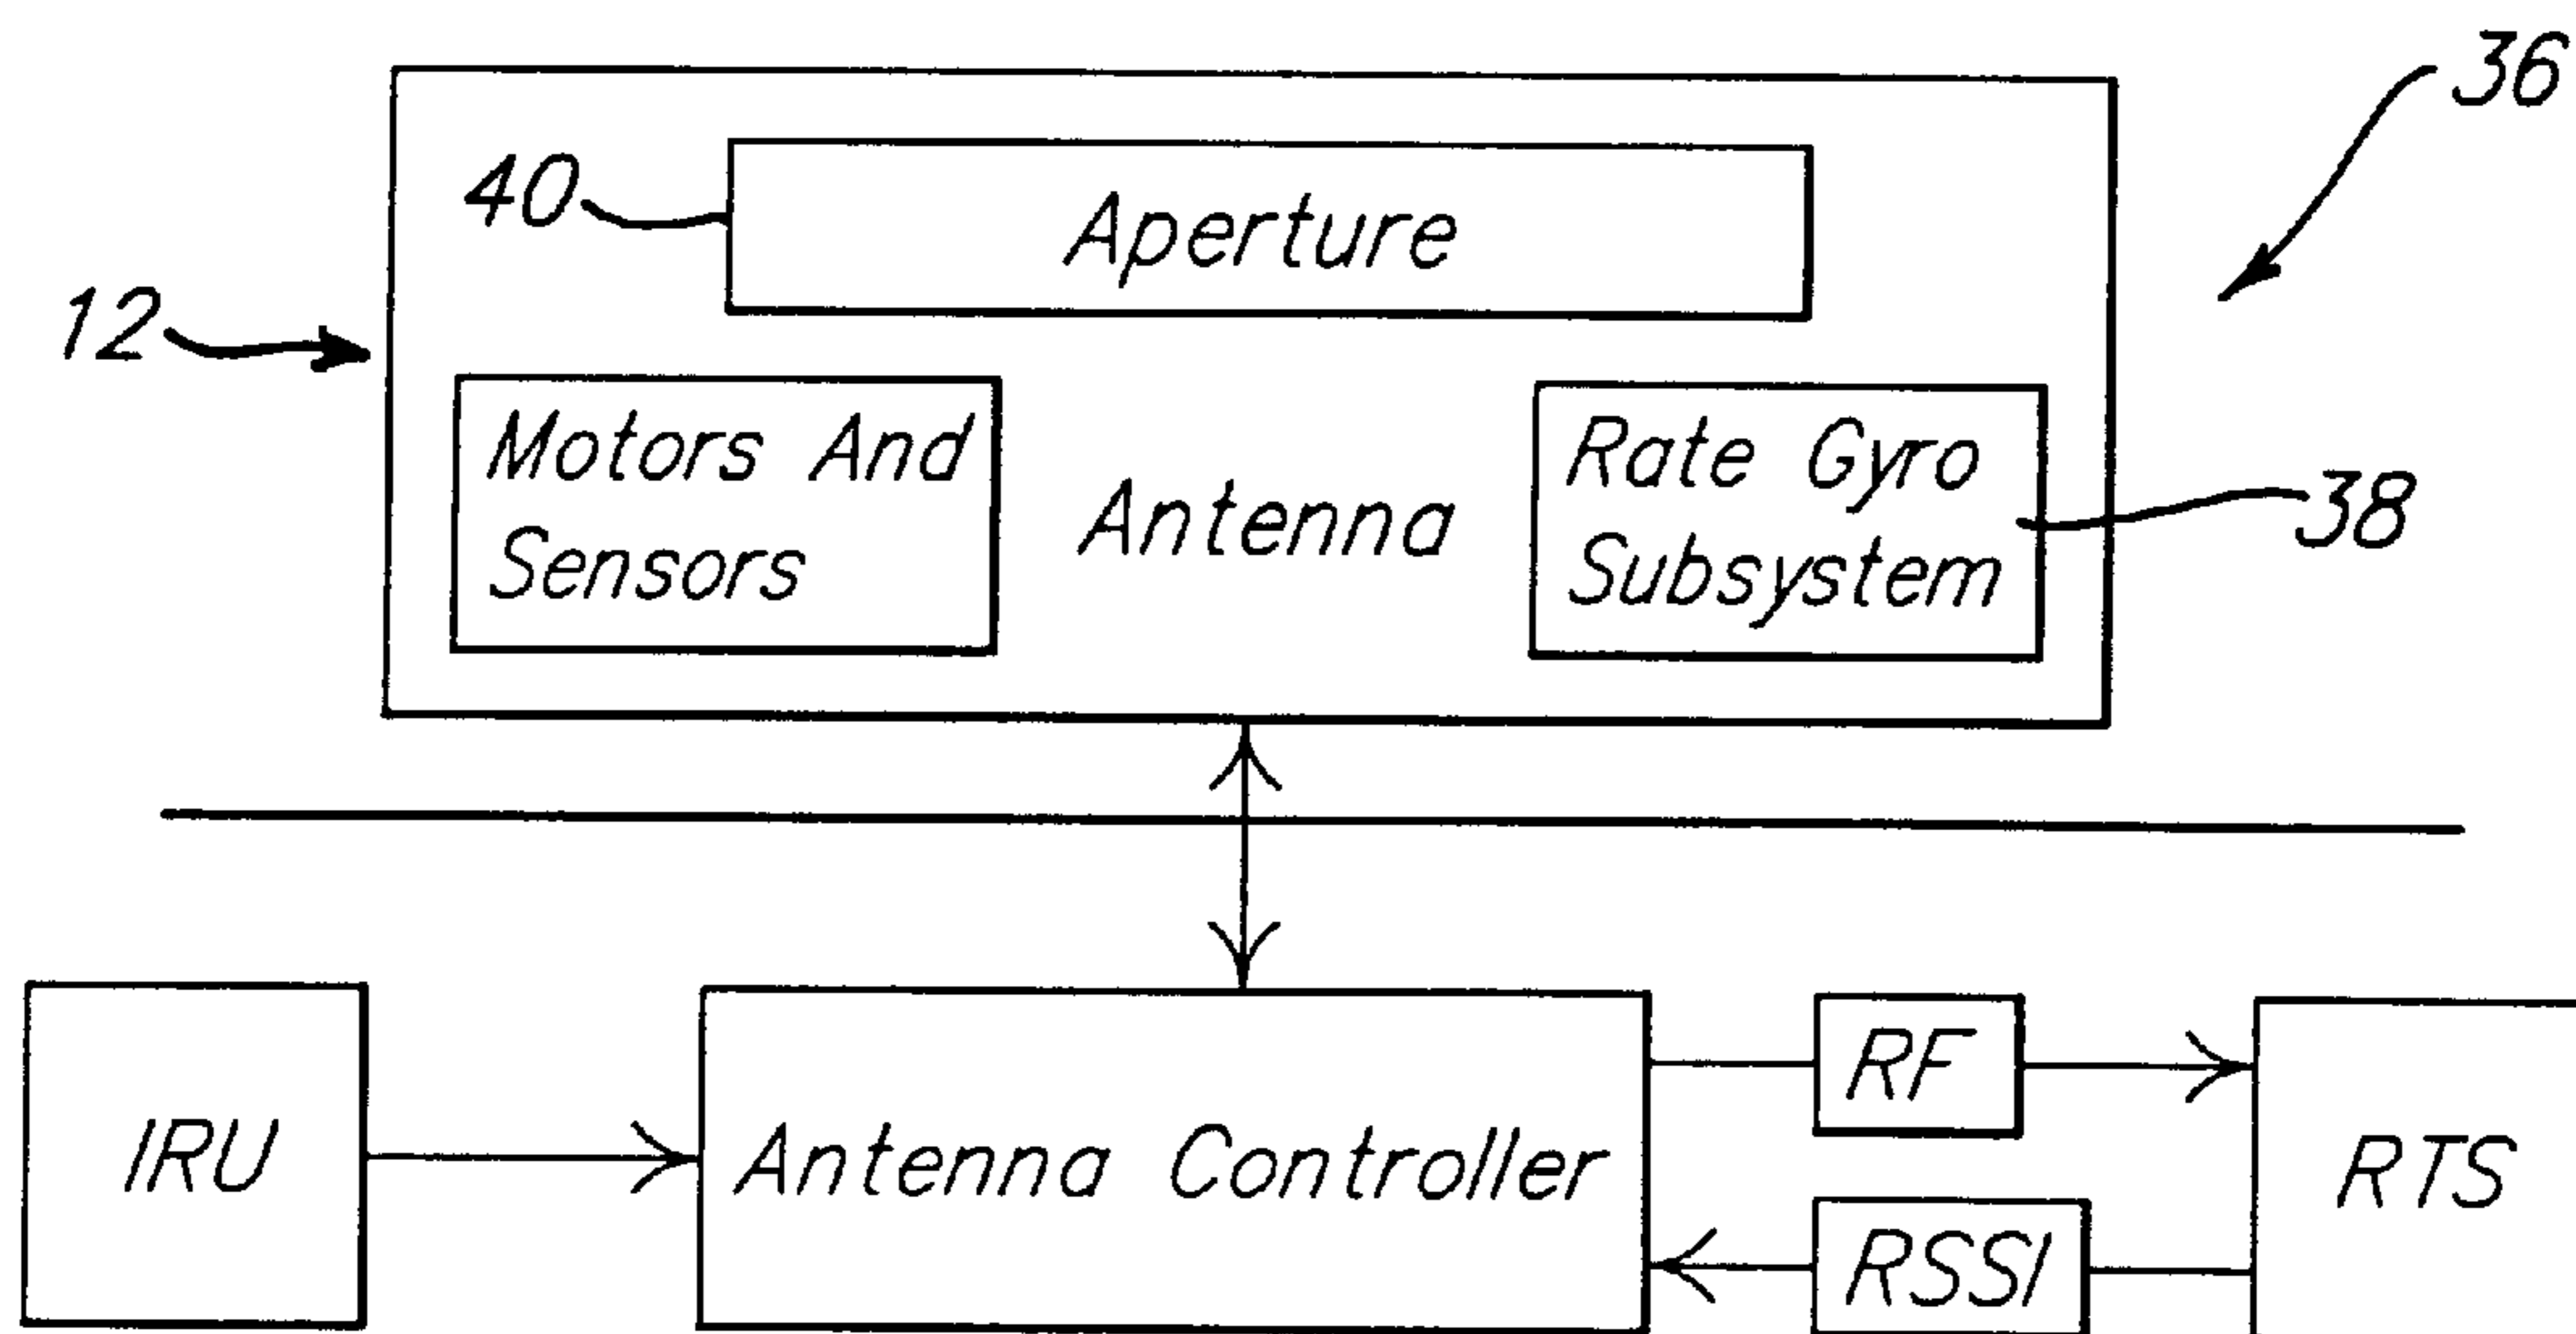 36
40
Aperture
12
Motors And
Sensors
Antenna
Rate Gyro
Subsystem
38
IRU
Antenna Controller
RF
RSSI
RTS